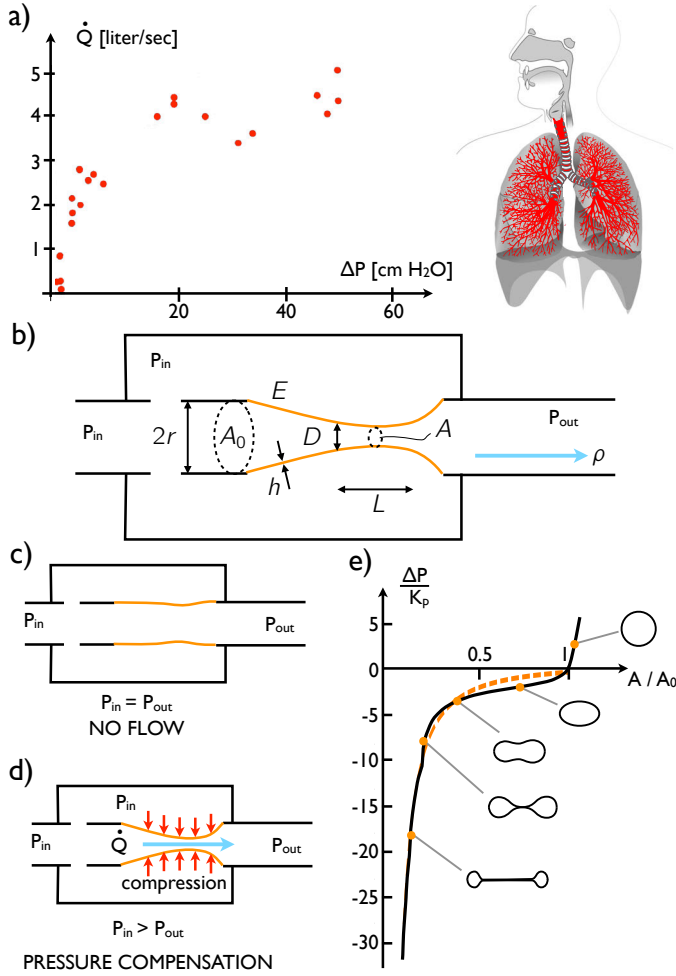 a)
Q̇ [liter/sec]
5
4
3
2
1
ΔP [cm H₂O]
20
40
60
b)
P_in
E
P_in
2r
A₀
D
A
P_out
ρ
h
L
c)
P_in
P_out
P_in = P_out
NO FLOW
d)
P_in
P_in
Q̇
P_out
compression
P_in > P_out
PRESSURE COMPENSATION
e)
ΔP
K_P
5
0
-5
-10
-15
-20
-25
-30
0.5
1
A / A₀